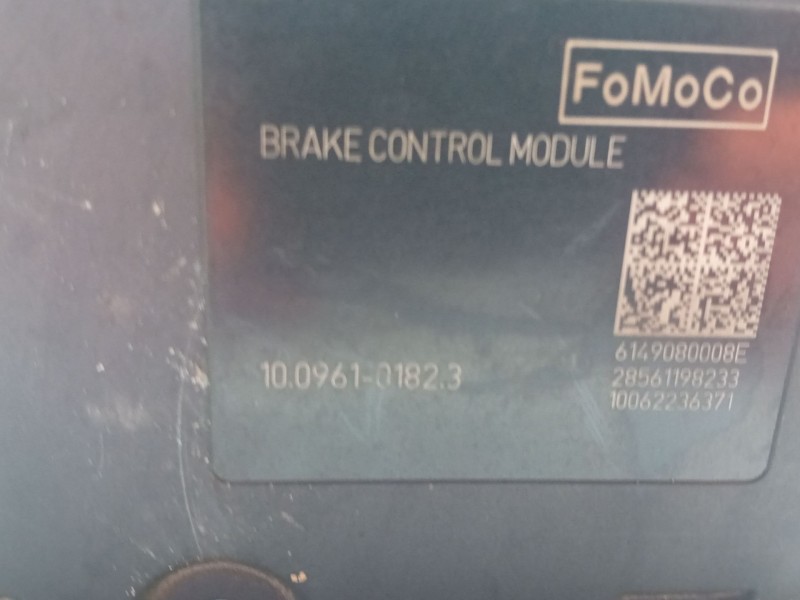 FoMoCo
BRAKE CONTROL MODULE
6149080008E
10.0961-0182.3
28561198233
10062236371